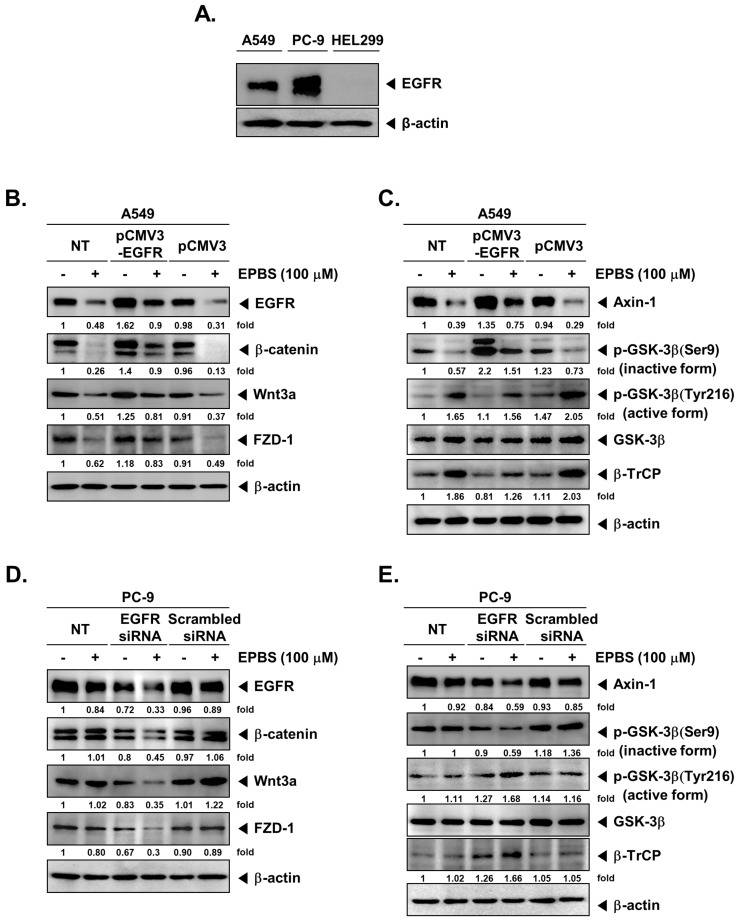 A.
A549 PC-9 HEL299
◄ EGFR
◄ β-actin
B.
A549
NT pCMV3 -EGFR pCMV3
- + - + - + EPBS (100 μM)
◄ EGFR
1 0.48 1.62 0.9 0.98 0.31 fold
◄ β-catenin
1 0.26 1.4 0.9 0.96 0.13 fold
◄ Wnt3a
1 0.51 1.25 0.81 0.91 0.37 fold
◄ FZD-1
1 0.62 1.18 0.83 0.91 0.49 fold
◄ β-actin
C.
A549
NT pCMV3 -EGFR pCMV3
- + - + - + EPBS (100 μM)
◄ Axin-1
1 0.39 1.35 0.75 0.94 0.29 fold
◄ p-GSK-3β(Ser9)
1 0.57 2.2 1.51 1.23 0.73 fold (inactive form)
◄ p-GSK-3β(Tyr216)
1 1.65 1.1 1.56 1.47 2.05 fold (active form)
◄ GSK-3β
◄ β-TrCP
1 1.86 0.81 1.26 1.11 2.03 fold
◄ β-actin
D.
PC-9
NT EGFR siRNA Scrambled siRNA
- + - + - + EPBS (100 μM)
◄ EGFR
1 0.84 0.72 0.33 0.96 0.89 fold
◄ β-catenin
1 1.01 0.8 0.45 0.97 1.06 fold
◄ Wnt3a
1 1.02 0.83 0.35 1.01 1.22 fold
◄ FZD-1
1 0.80 0.67 0.3 0.90 0.89 fold
◄ β-actin
E.
PC-9
NT EGFR siRNA Scrambled siRNA
- + - + - + EPBS (100 μM)
◄ Axin-1
1 0.92 0.84 0.59 0.93 0.85 fold
◄ p-GSK-3β(Ser9)
1 1 0.9 0.59 1.18 1.36 fold (inactive form)
◄ p-GSK-3β(Tyr216)
1 1.11 1.27 1.68 1.14 1.16 fold (active form)
◄ GSK-3β
◄ β-TrCP
1 1.02 1.26 1.66 1.05 1.05 fold
◄ β-actin